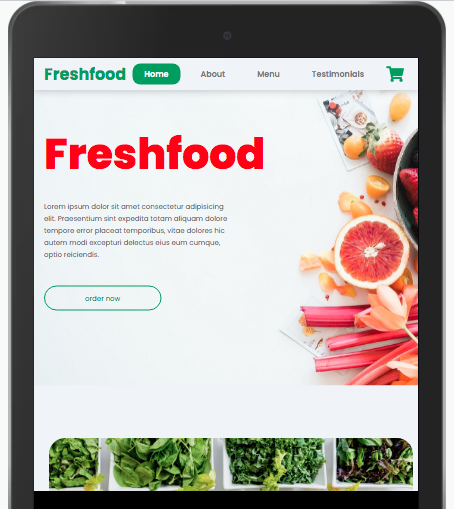 Freshfood Home About Menu Testimonials
Freshfood
Lorem ipsum dolor sit amet consectetur adipisicing
elit. Praesentium sint expedita totam aliquam dolore
tempore error placeat temporibus, vitae dolores hic
autem modi excepturi delectus eius eum cumque,
optio reiciendis.
order now